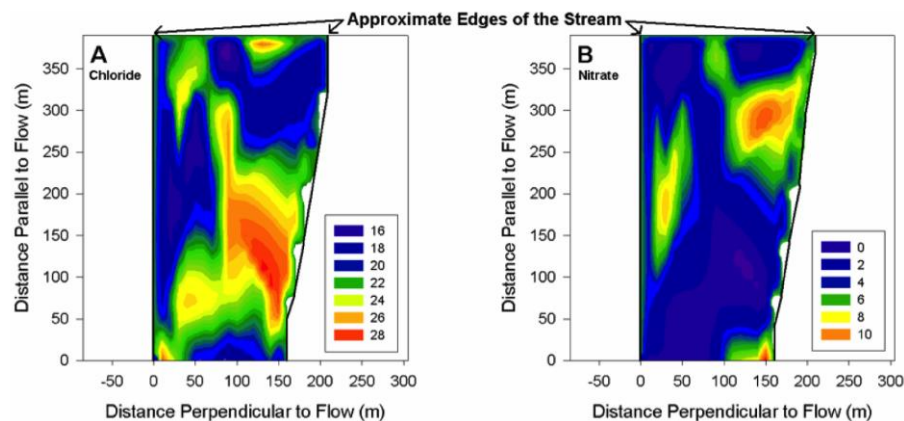 Approximate Edges of the Stream
A
Chloride
Distance Parallel to Flow (m)
350
300
250
200
150
100
50
0
16
18
20
22
24
26
28
-50 0 50 100 150 200 250 300
Distance Perpendicular to Flow (m)
B
Nitrate
Distance Parallel to Flow (m)
350
300
250
200
150
100
50
0
0
2
4
6
8
10
-50 0 50 100 150 200 250 300
Distance Perpendicular to Flow (m)